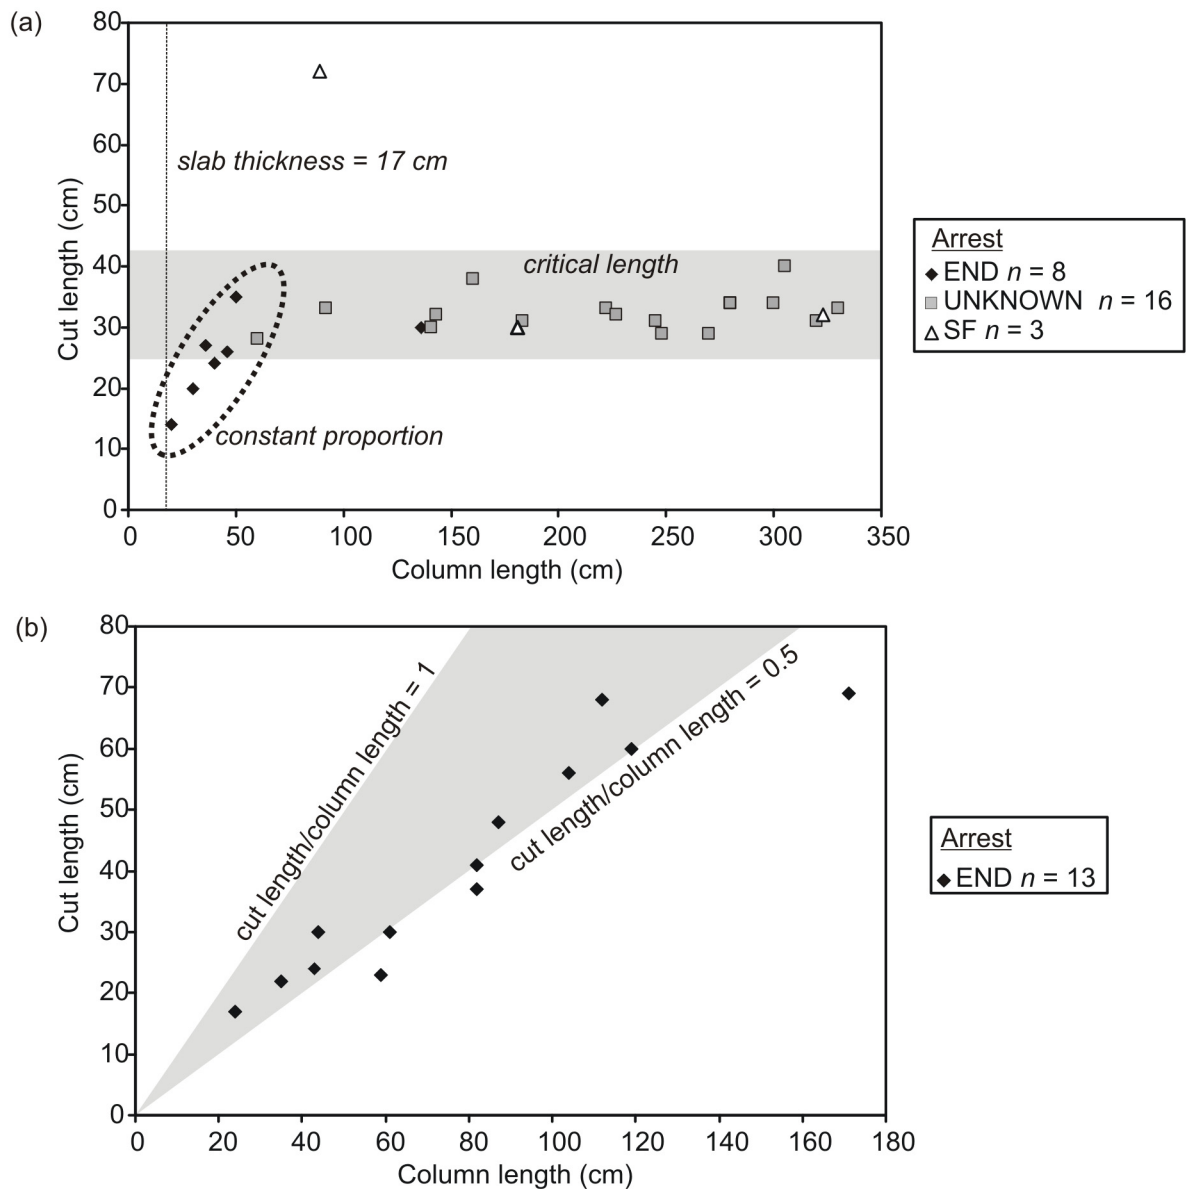 (a)
80
70
60
50
40
30
20
10
0
Cut length (cm)
slab thickness = 17 cm
critical length
constant proportion
0 50 100 150 200 250 300 350
Column length (cm)
Arrest
END n = 8
UNKNOWN n = 16
SF n = 3
(b)
80
70
60
50
40
30
20
10
0
Cut length (cm)
cut length/column length = 1
cut length/column length = 0.5
0 20 40 60 80 100 120 140 160 180
Column length (cm)
Arrest
END n = 13